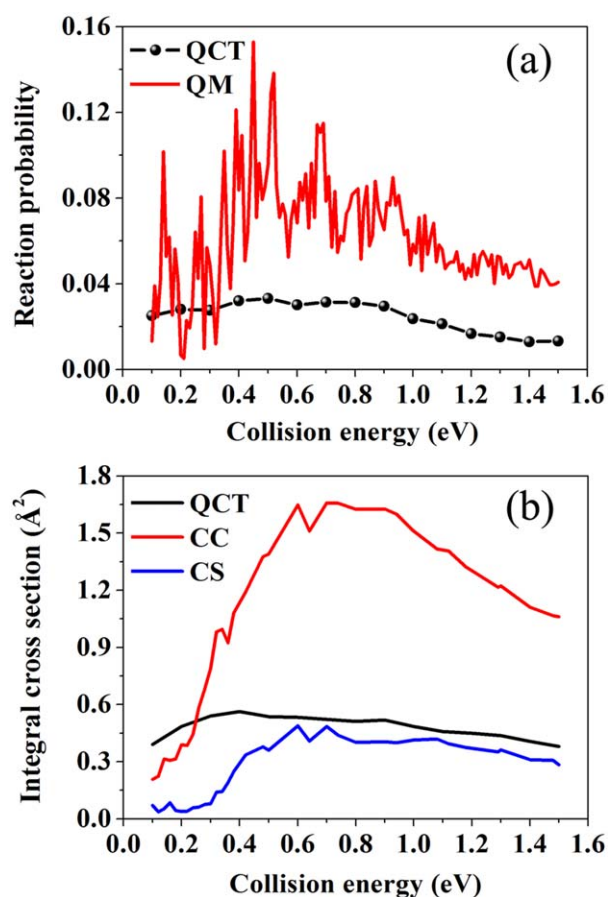 0.16
QCT
QM
(a)
0.12
0.08
0.04
0.00
Reaction probability
0.0 0.2 0.4 0.6 0.8 1.0 1.2 1.4 1.6
Collision energy (eV)
1.8
QCT
CC
CS
(b)
1.5
1.2
0.9
0.6
0.3
0.0
Integral cross section (Å²)
0.0 0.2 0.4 0.6 0.8 1.0 1.2 1.4 1.6
Collision energy (eV)